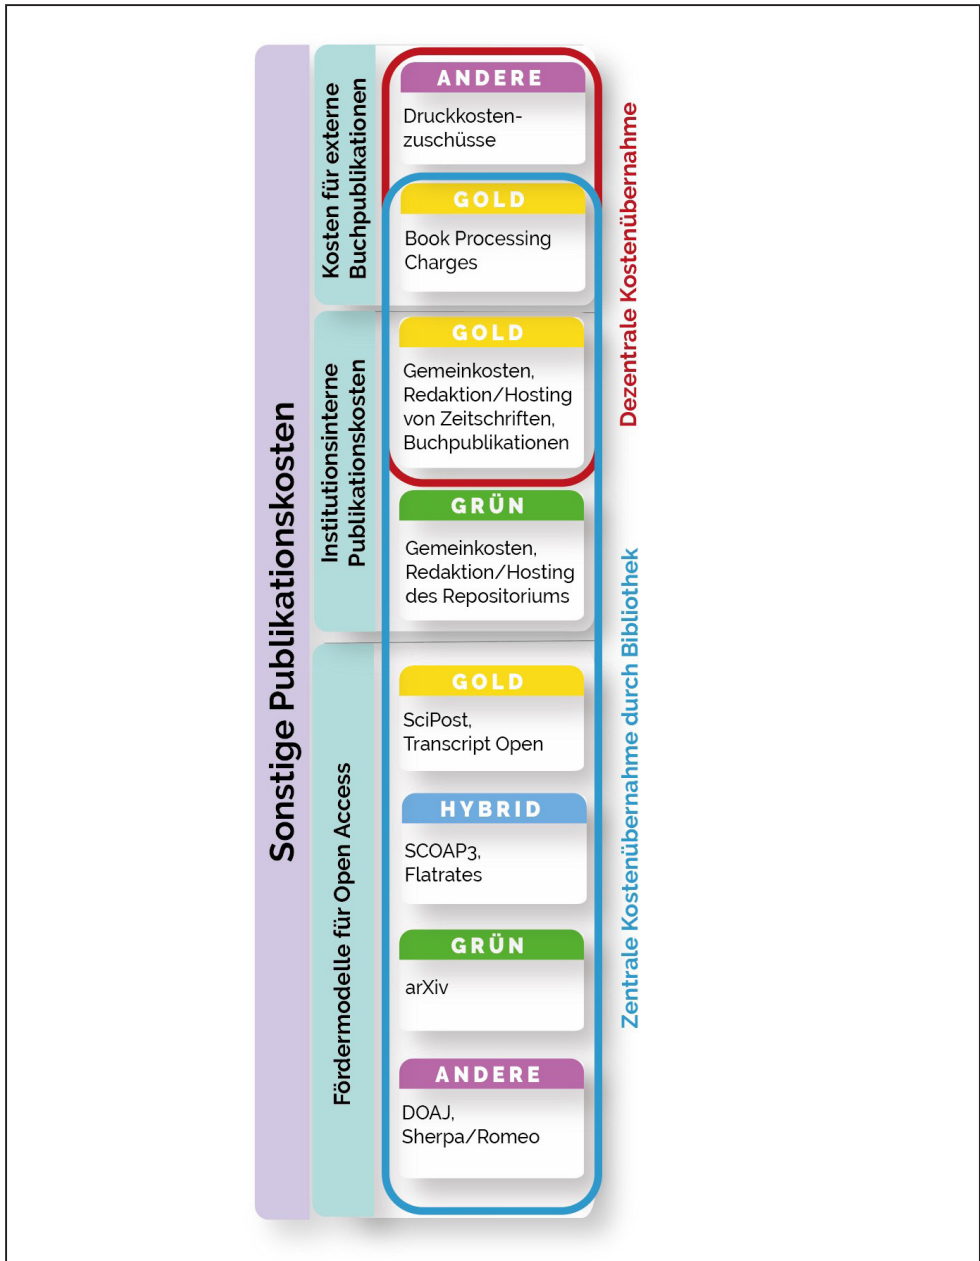 Sonstige Publikationskosten
Kosten für externe
Buchpublikationen
ANDERE
Druckkosten-
zuschüsse
GOLD
Book Processing
Charges
Institutionsinterne
Publikationskosten
GOLD
Gemeinkosten,
Redaktion/Hosting
von Zeitschriften,
Buchpublikationen
GRÜN
Gemeinkosten,
Redaktion/Hosting
des Repositoriums
Fördermodelle für Open Access
GOLD
SciPost,
Transcript Open
HYBRID
SCOAP3,
Flatrates
GRÜN
arXiv
ANDERE
DOAJ,
Sherpa/Romeo
Dezentrale Kostenübernahme
Zentrale Kostenübernahme durch Bibliothek